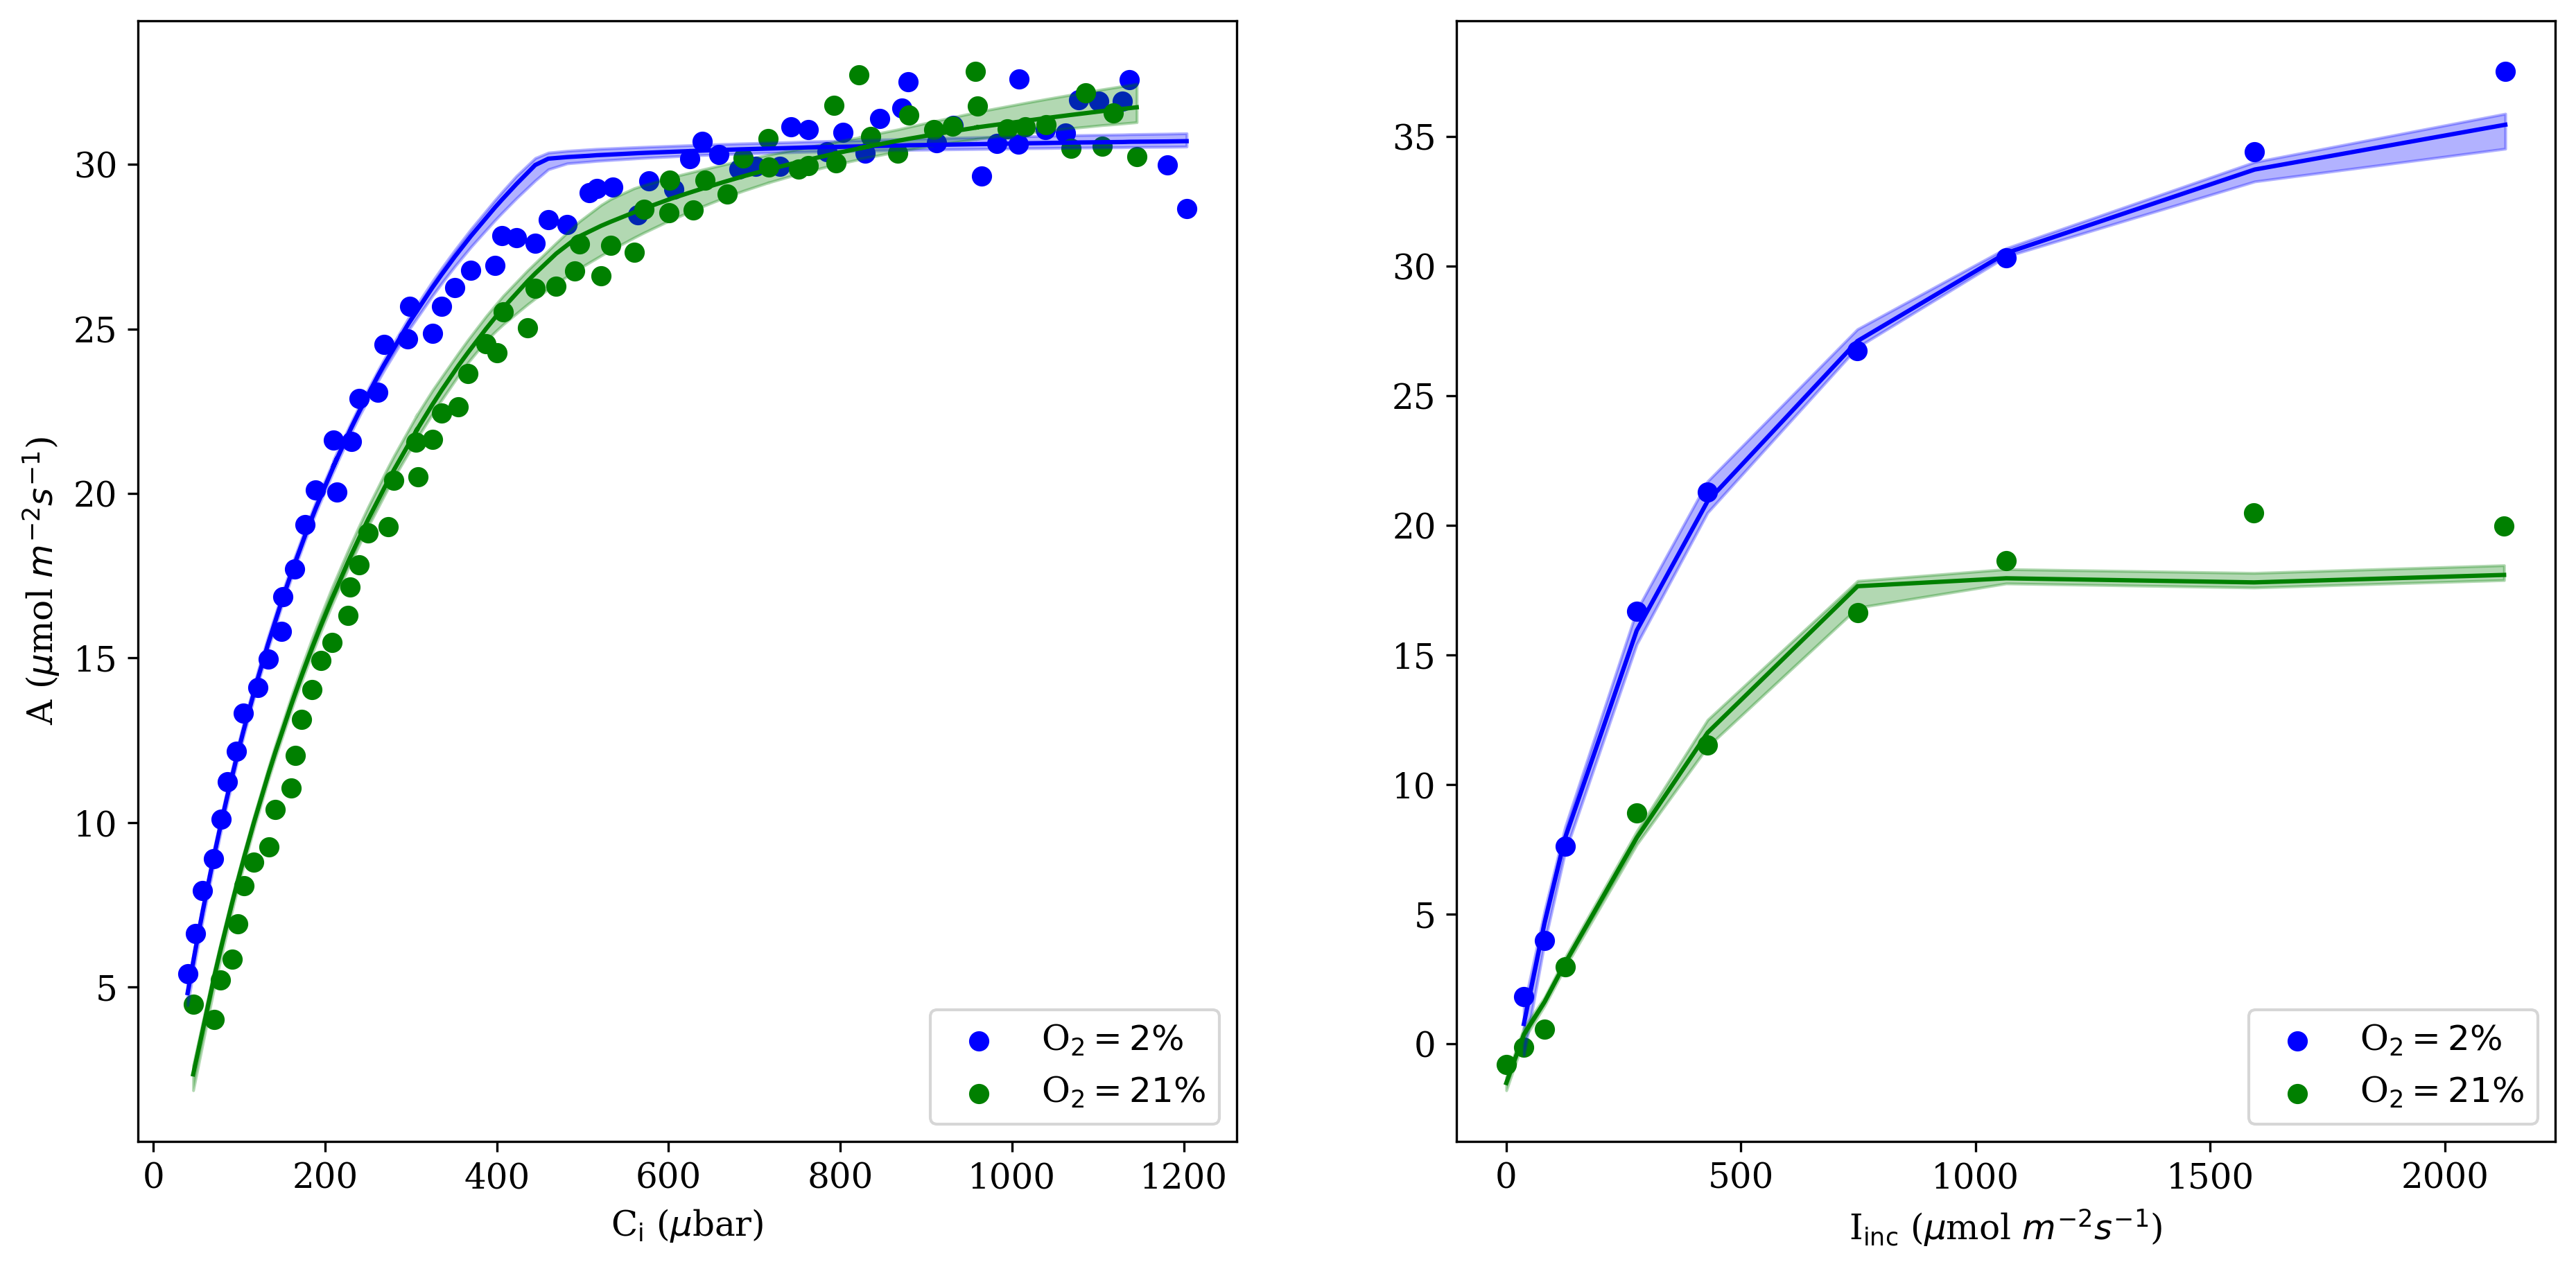 A (μmol m⁻²s⁻¹)
30
25
20
15
10
5
0 200 400 600 800 1000 1200
Cᵢ (μbar)
O₂ = 2%
O₂ = 21%
35
30
25
20
15
10
5
0
0 500 1000 1500 2000
I_inc (μmol m⁻²s⁻¹)
O₂ = 2%
O₂ = 21%